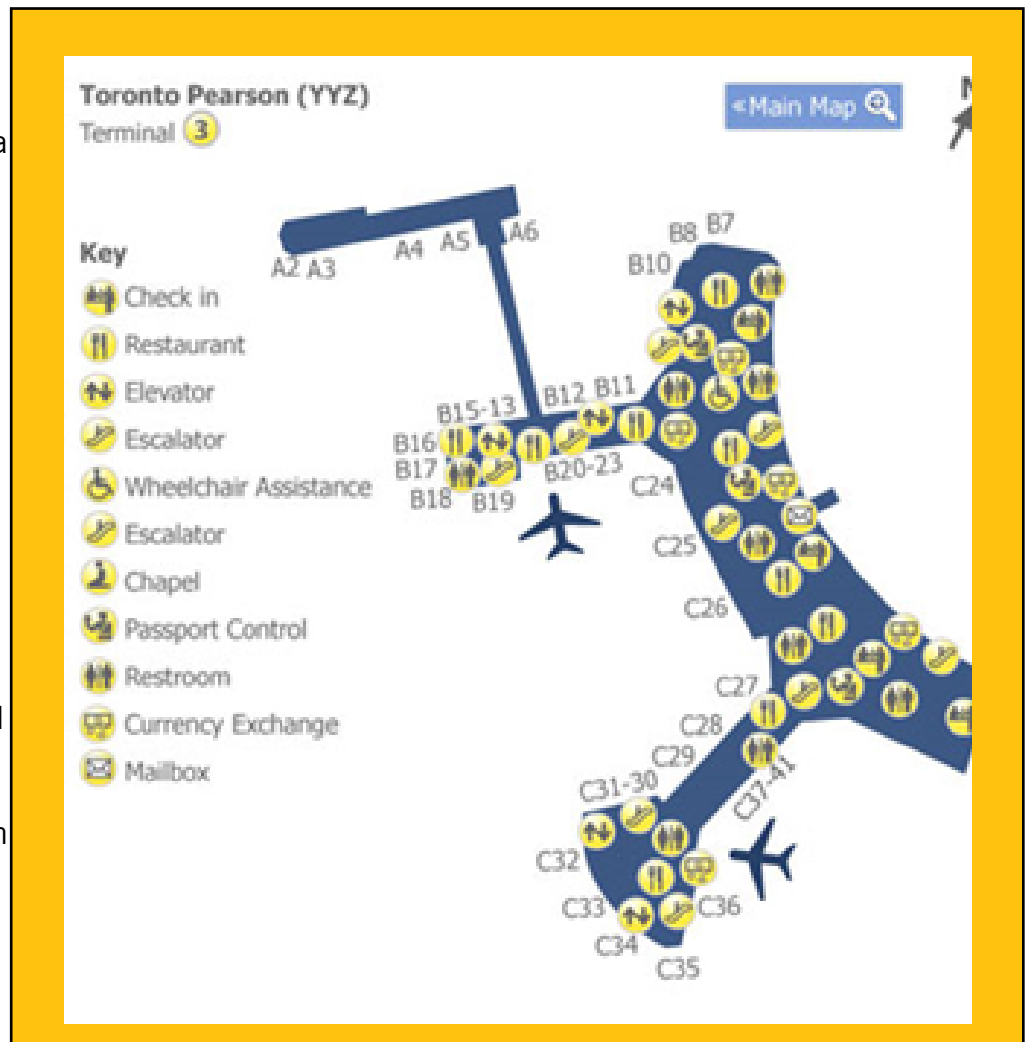 Toronto Pearson (YYZ)
«Main Map
Terminal 3
Key
Check in
Restaurant
Elevator
Escalator
Wheelchair Assistance
Escalator
Chapel
Passport Control
Restroom
Currency Exchange
Mailbox
A2 A3
A4 A5 A6
B8 B7
B10
B12 B11
B15-13
B16
B17
B18 B19
B20-23
C24
C25
C26
C27
C28
C29
C31-30
C37-41
C32
C33
C36
C34
C35